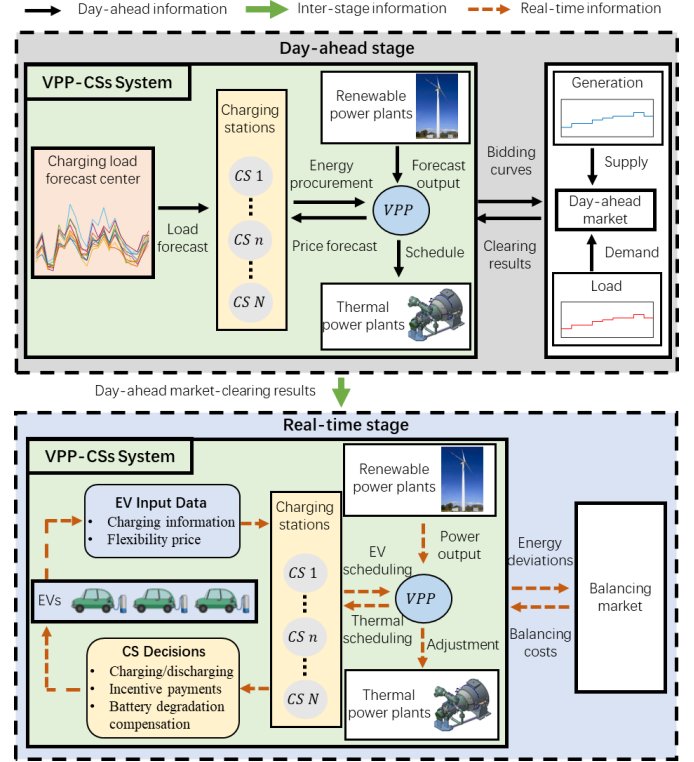 Day-ahead information
Inter-stage information
Real-time information
Day-ahead stage
VPP-CSs System
Charging load
forecast center
Load
forecast
Charging
stations
CS 1
CS n
CS N
Energy
procurement
Price forecast
Renewable
power plants
Forecast
output
VPP
Schedule
Thermal
power plants
Bidding
curves
Clearing
results
Generation
Supply
Day-ahead
market
Demand
Load
Day-ahead market-clearing results
Real-time stage
VPP-CSs System
EV Input Data
• Charging information
• Flexibility price
EVs
CS Decisions
• Charging/discharging
• Incentive payments
• Battery degradation
compensation
Charging
stations
CS 1
CS n
CS N
EV
scheduling
Thermal
scheduling
Renewable
power plants
Power
output
VPP
Adjustment
Thermal
power plants
Energy
deviations
Balancing
costs
Balancing
market